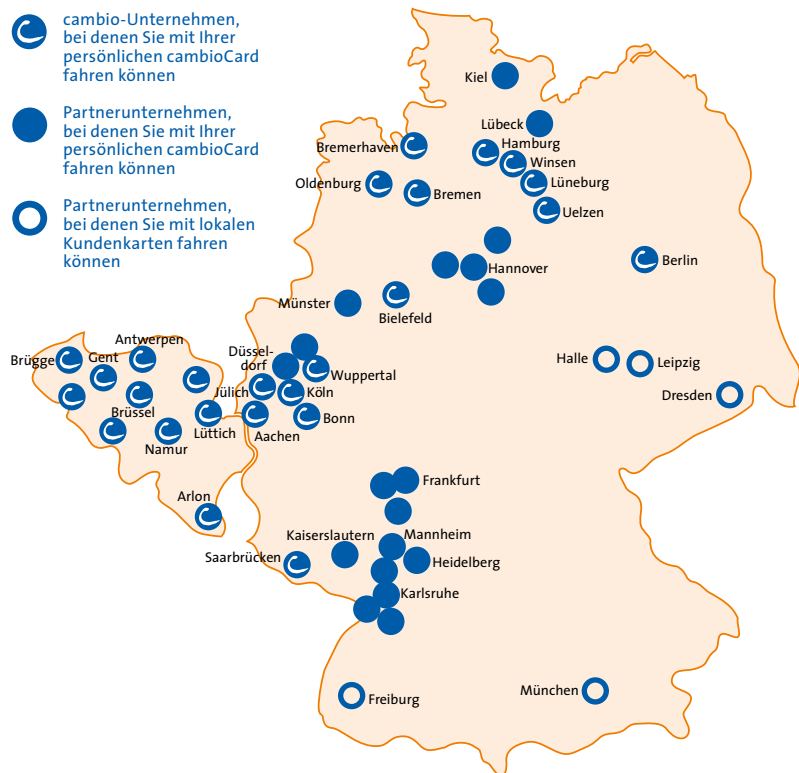 cambio-Unternehmen,
bei denen Sie mit Ihrer
persönlichen cambioCard
fahren können
Partnerunternehmen,
bei denen Sie mit Ihrer
persönlichen cambioCard
fahren können
Partnerunternehmen,
bei denen Sie mit lokalen
Kundenkarten fahren
können
Kiel
Lübeck
Hamburg
Bremerhaven
Winsen
Oldenburg
Lüneburg
Bremen
Uelzen
Berlin
Hannover
Münster
Bielefeld
Antwerpen
Brügge
Gent
Düssel-
dorf
Wuppertal
Halle
Leipzig
Jülich
Köln
Dresden
Brüssel
Lüttich
Bonn
Aachen
Namur
Frankfurt
Arlon
Kaiserslautern
Mannheim
Saarbrücken
Heidelberg
Karlsruhe
Freiburg
München